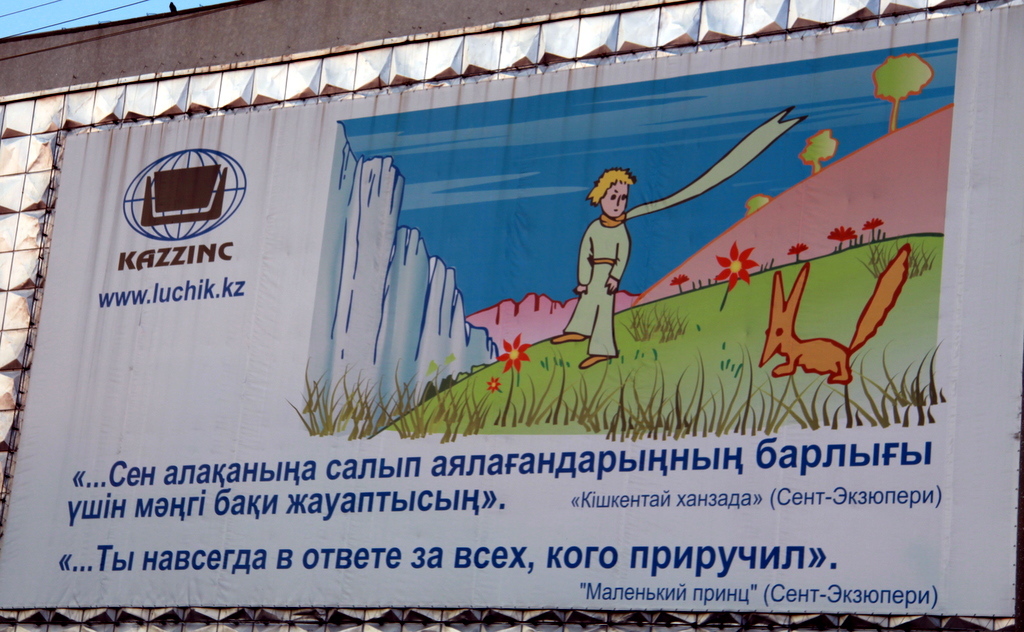 KAZZINC
www.luchik.kz
«...Сен алақаныңа салып аялағандарыңның барлығы
үшін мәңгі бақи жауаптысың».
«Кішкентай ханзада» (Сент-Экзюпери)
«...Ты навсегда в ответе за всех, кого приручил».
"Маленький принц" (Сент-Экзюпери)